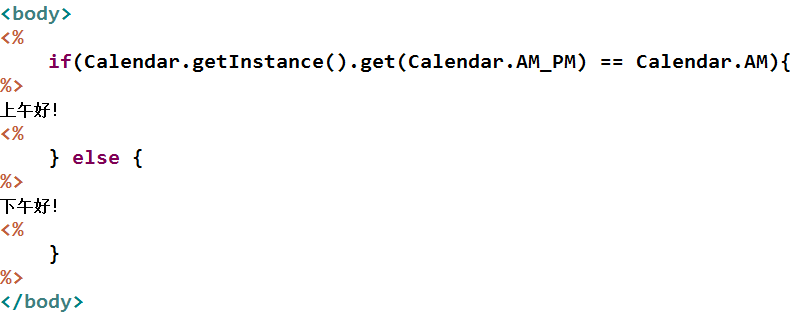 <body>
<%
    if(Calendar.getInstance().get(Calendar.AM_PM) == Calendar.AM){
%>
上午好!
<%
    } else {
%>
下午好!
<%
    }
%>
</body>